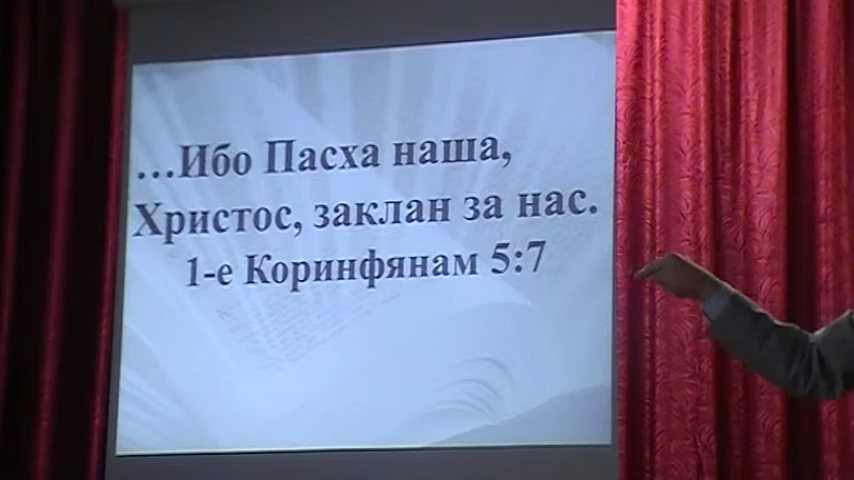 ...Ибо Пасха наша,
Христос, заклан за нас.
1-е Коринфянам 5:7